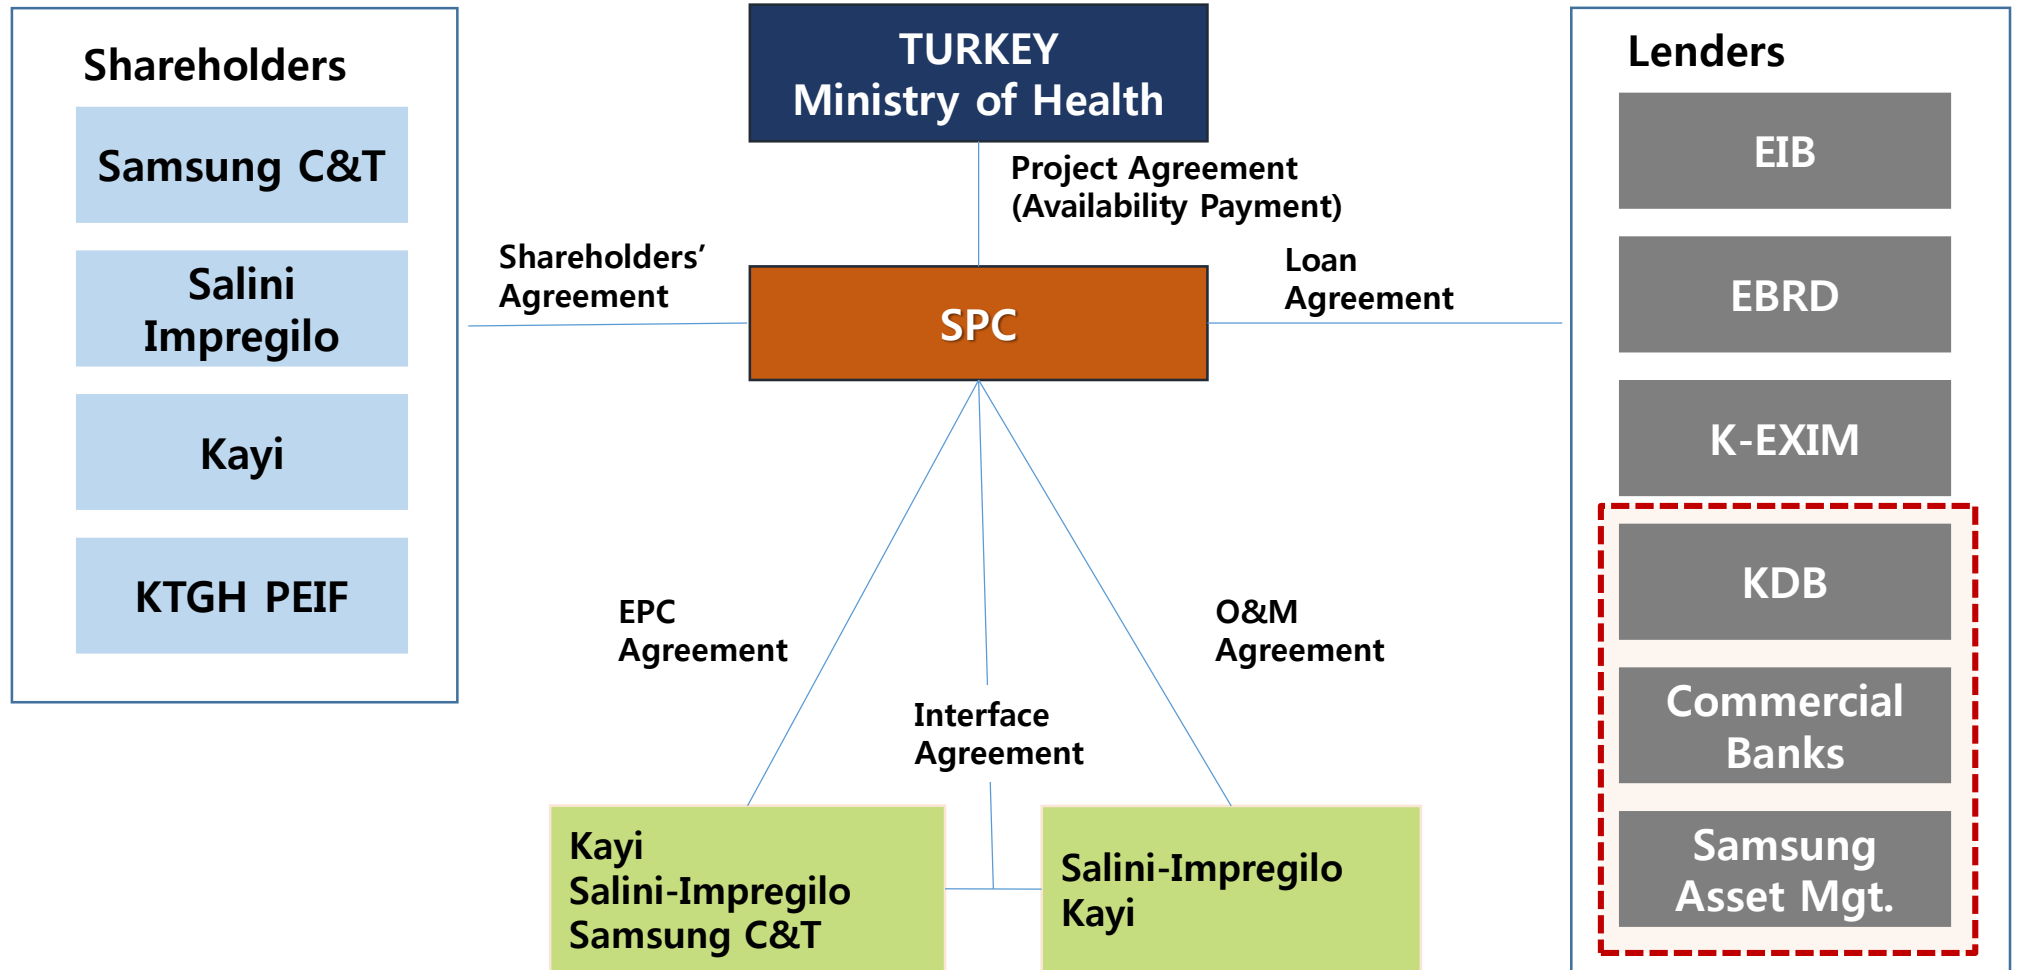 Shareholders
Samsung C&T
Salini
Impregilo
Kayi
KTGH PEIF
TURKEY
Ministry of Health
Project Agreement
(Availability Payment)
Shareholders’
Agreement
SPC
Loan
Agreement
EPC
Agreement
Interface
Agreement
O&M
Agreement
Kayi
Salini-Impregilo
Samsung C&T
Salini-Impregilo
Kayi
Lenders
EIB
EBRD
K-EXIM
KDB
Commercial
Banks
Samsung
Asset Mgt.